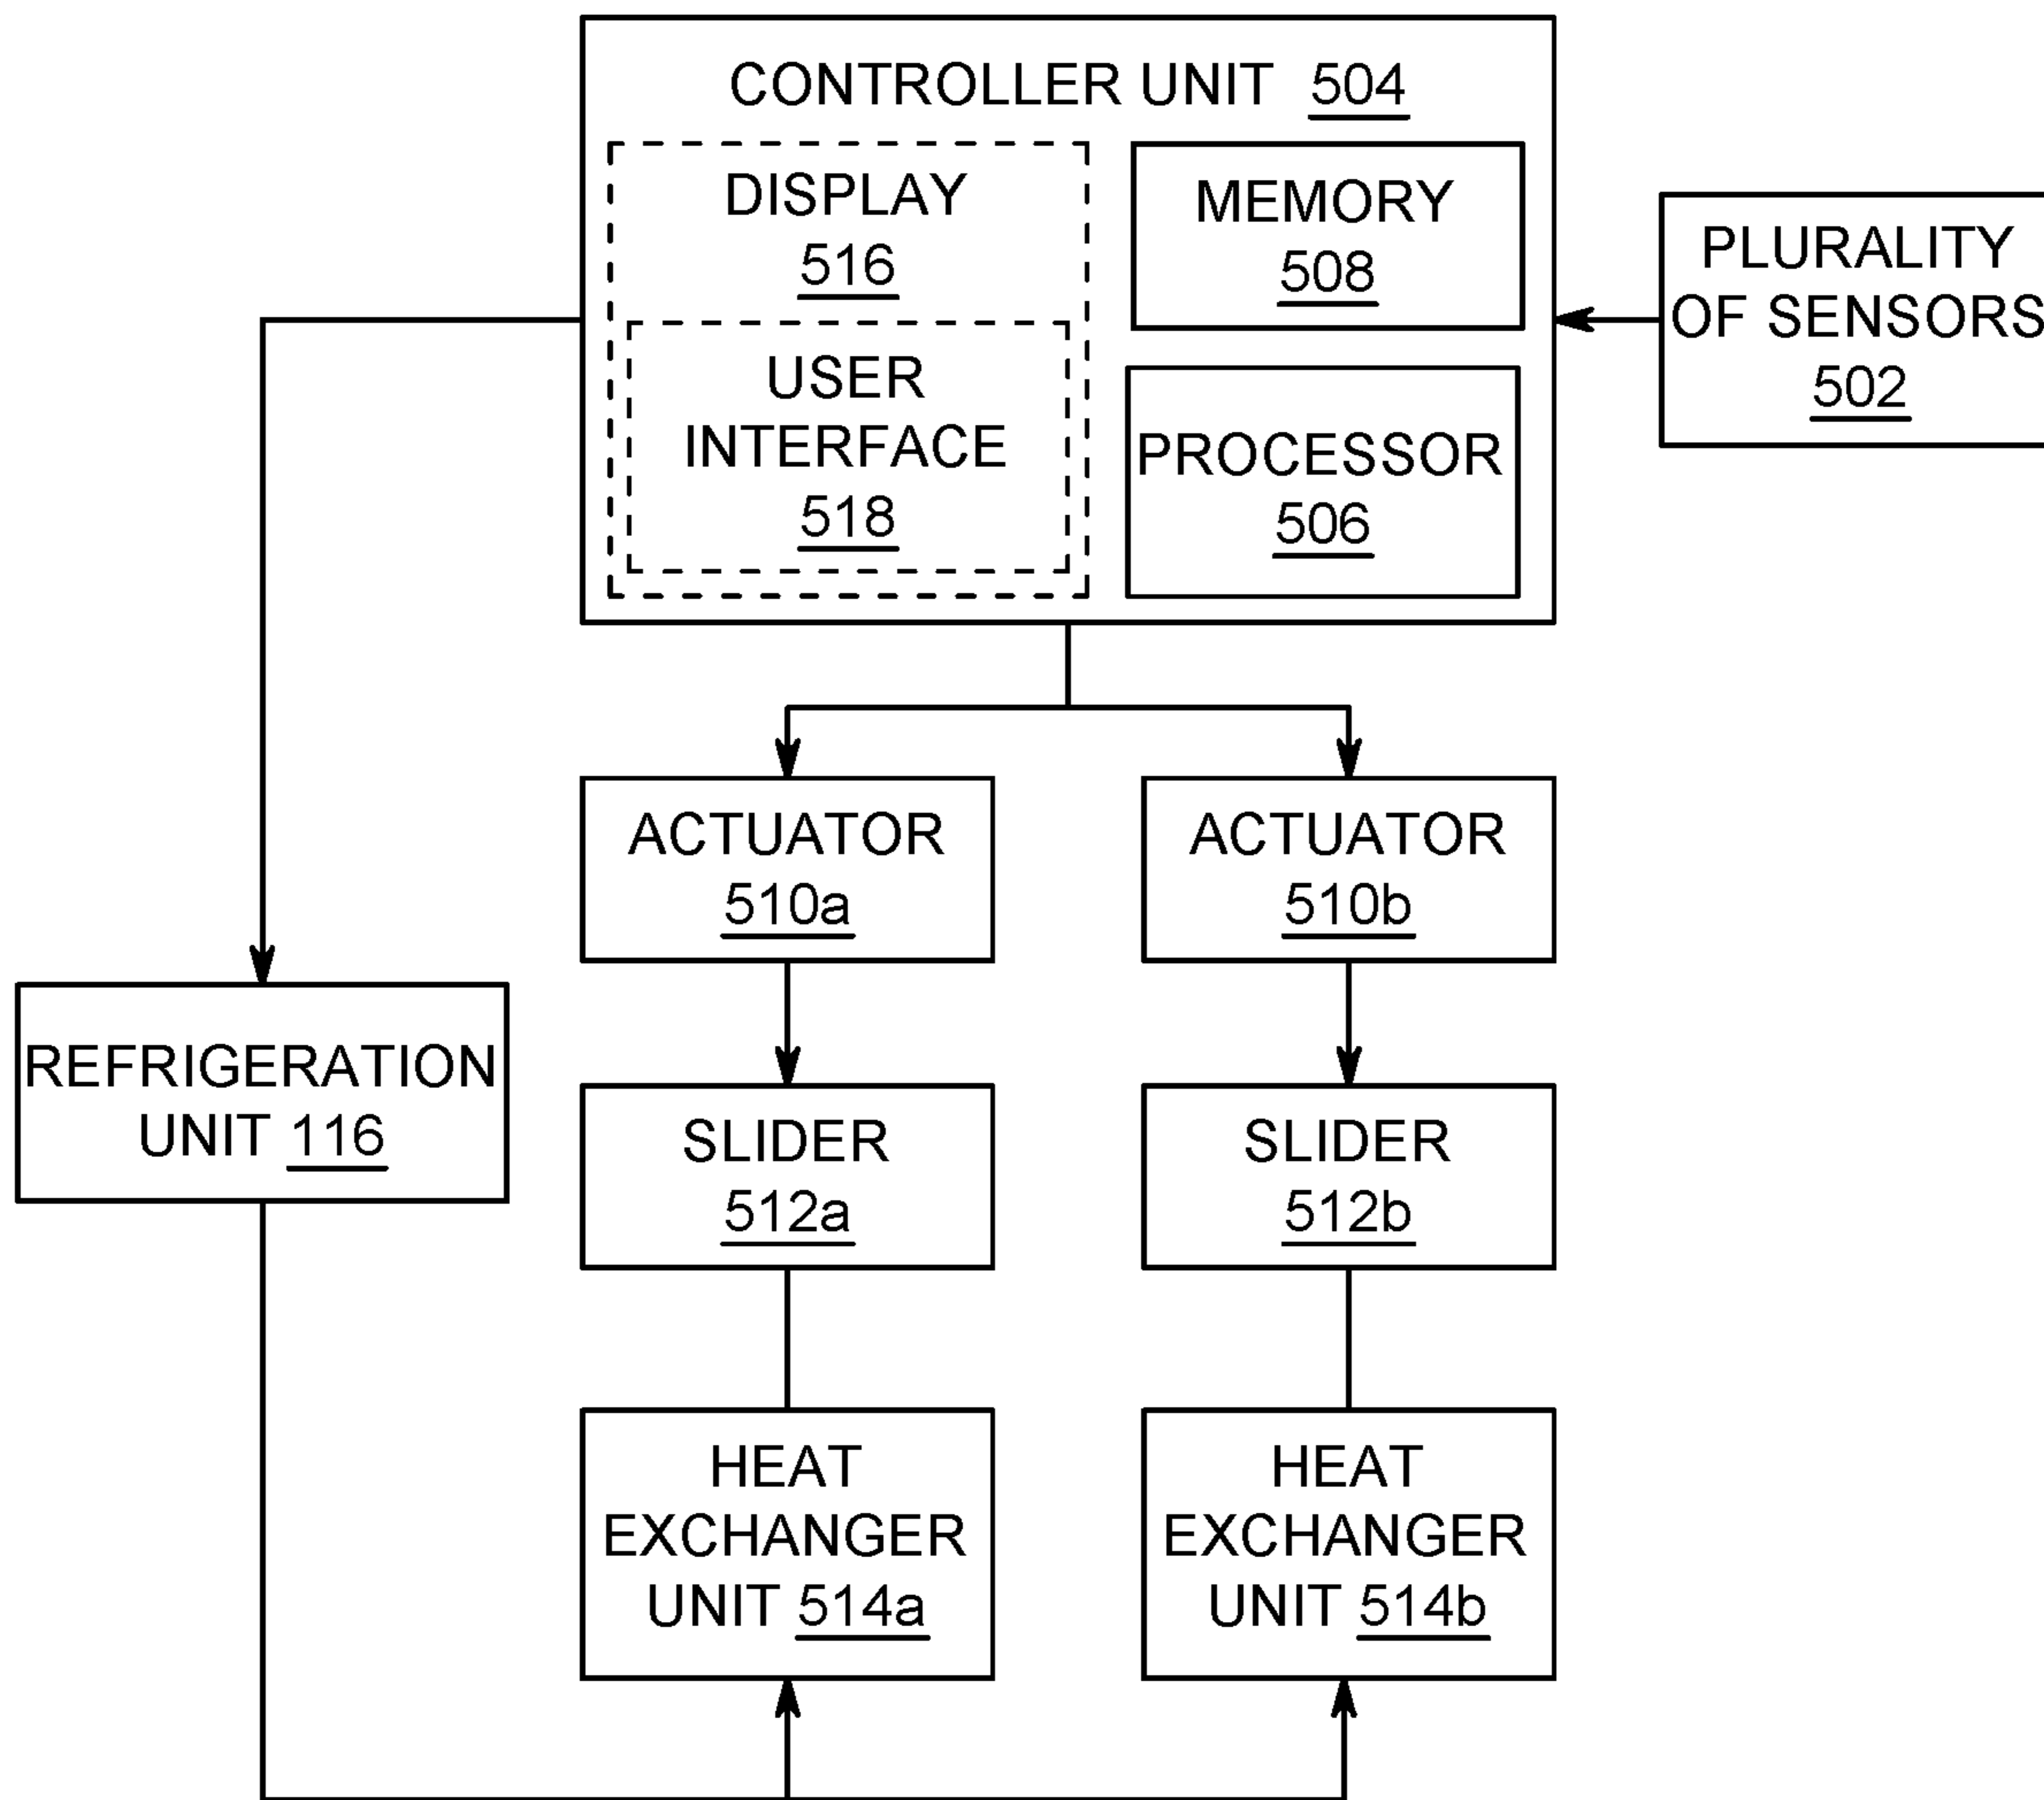 CONTROLLER UNIT 504
DISPLAY
516
USER
INTERFACE
518
MEMORY
508
PROCESSOR
506
PLURALITY
OF SENSORS
502
ACTUATOR
510a
ACTUATOR
510b
REFRIGERATION
UNIT 116
SLIDER
512a
SLIDER
512b
HEAT
EXCHANGER
UNIT 514a
HEAT
EXCHANGER
UNIT 514b